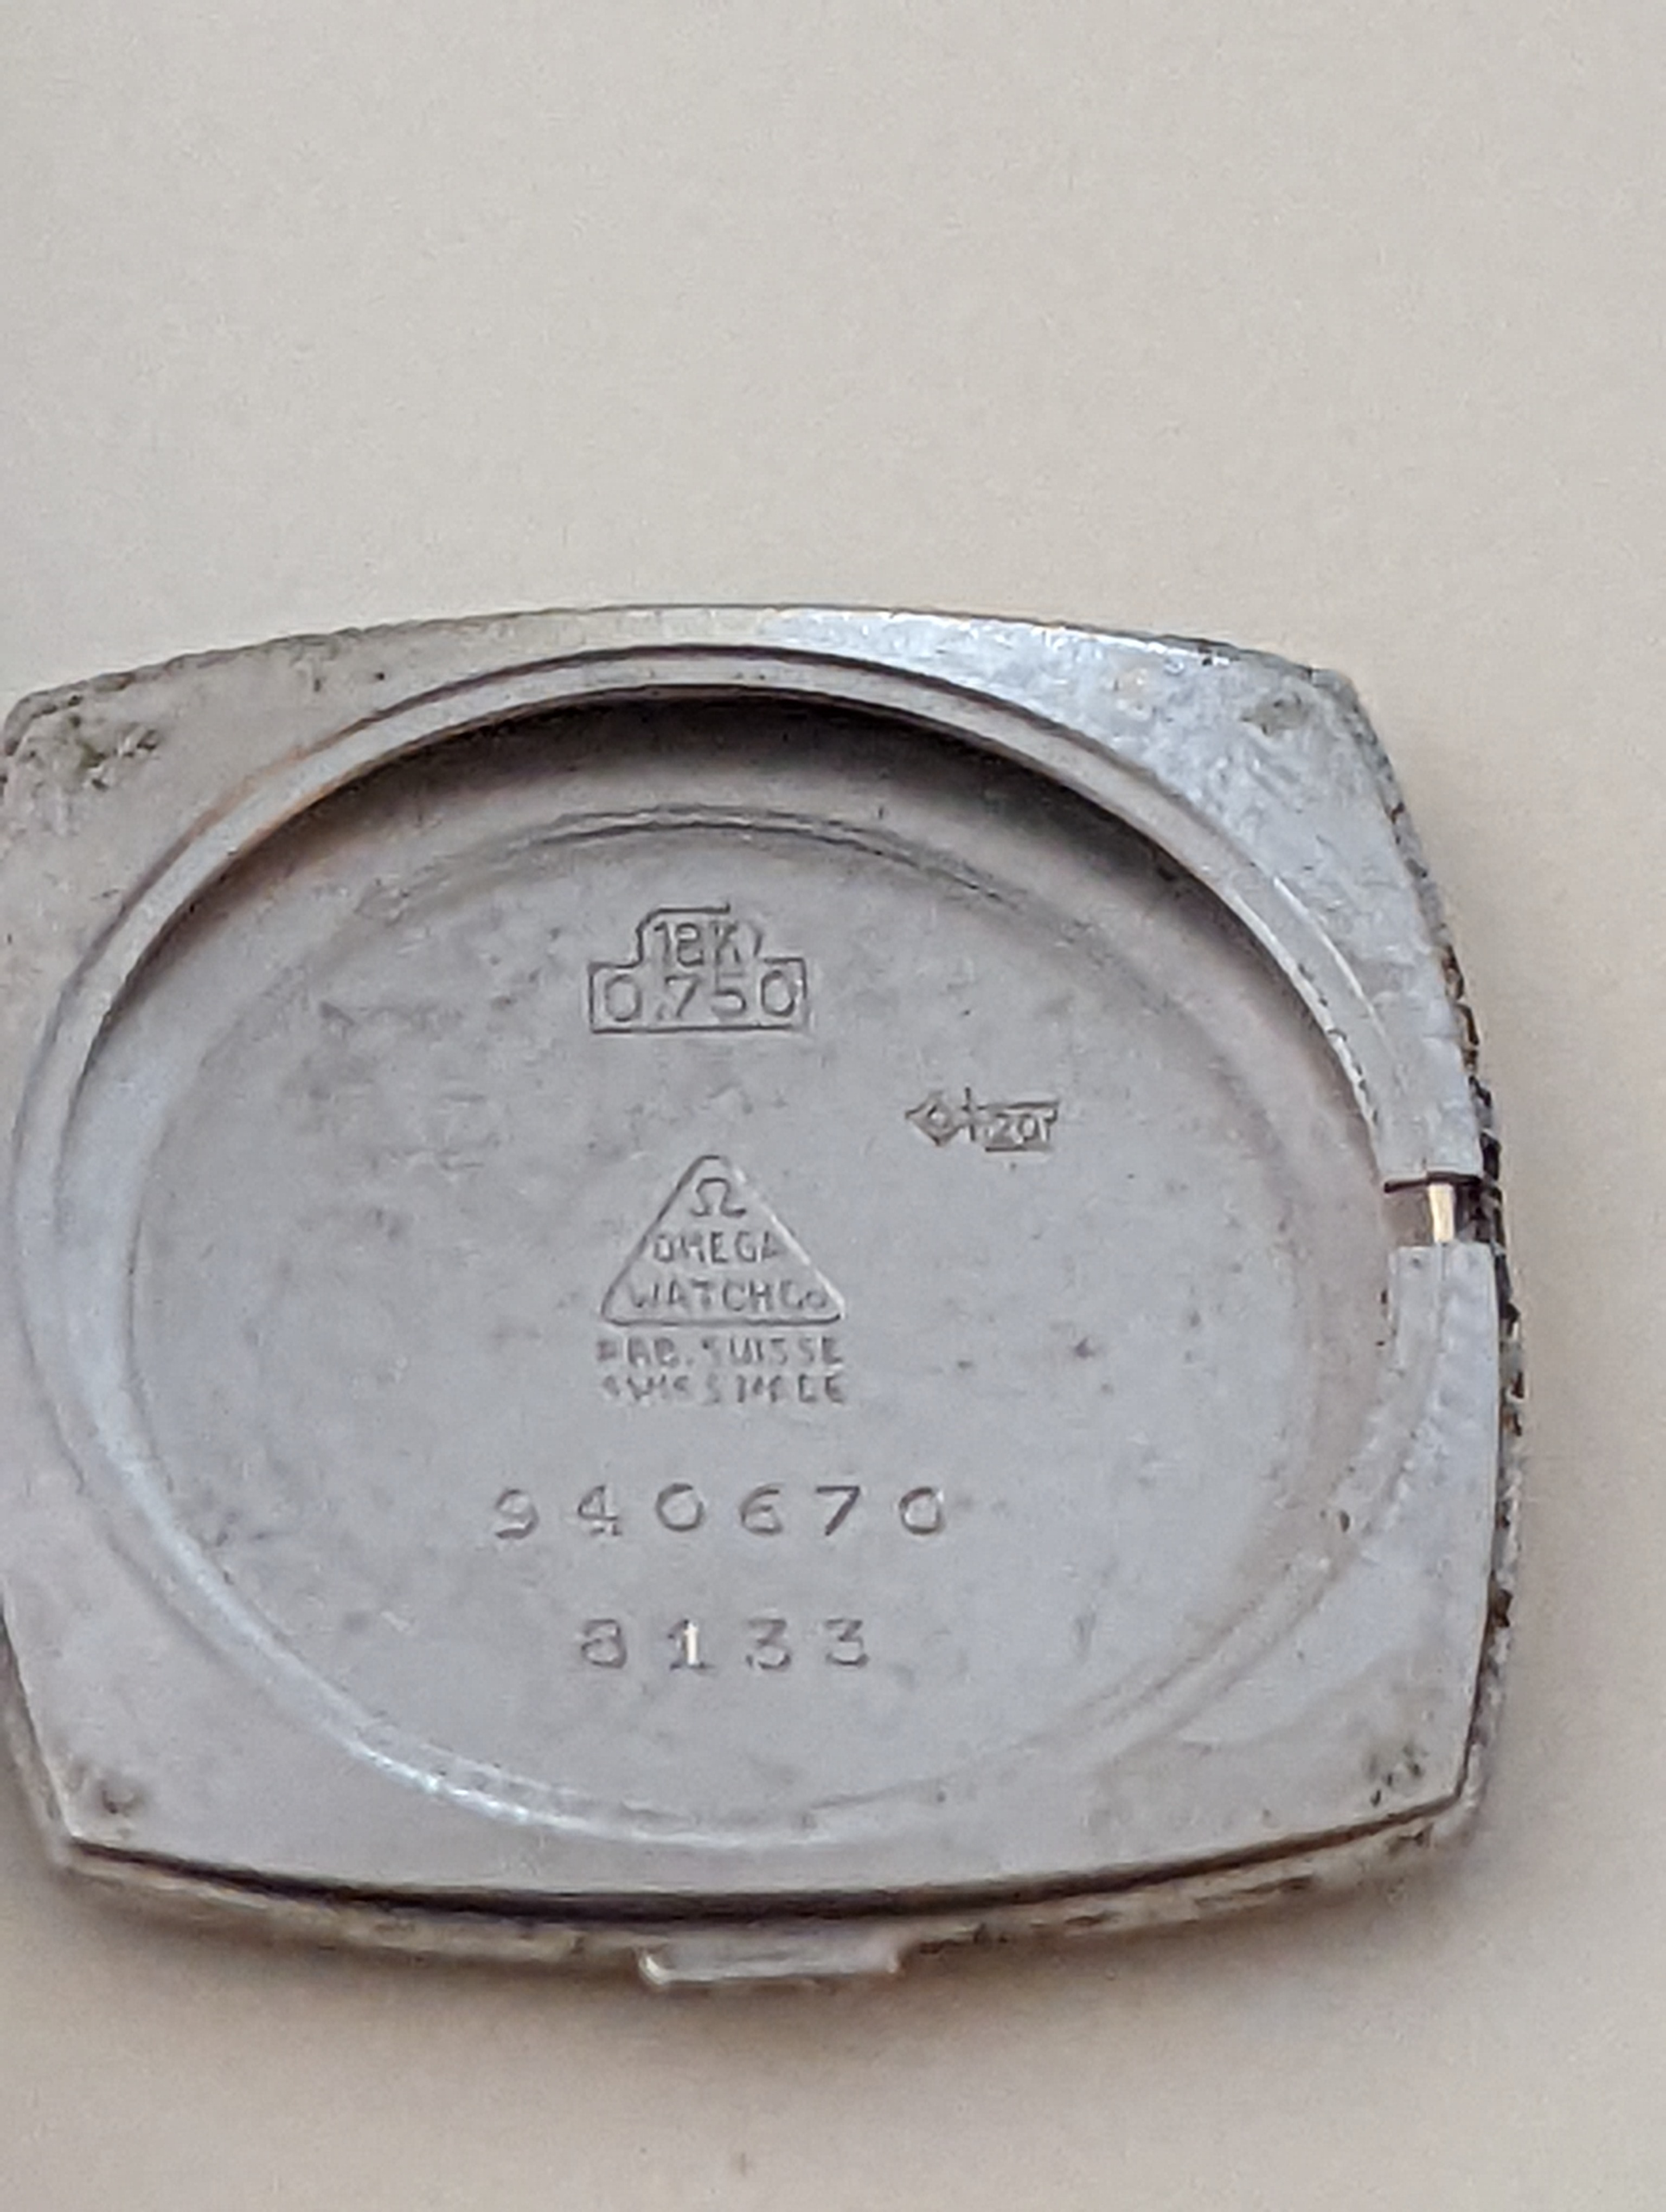 18K
0.750
Ω
OMEGA
WATCH Co
FAB. SUISSE
SWISS MADE
940670
8133